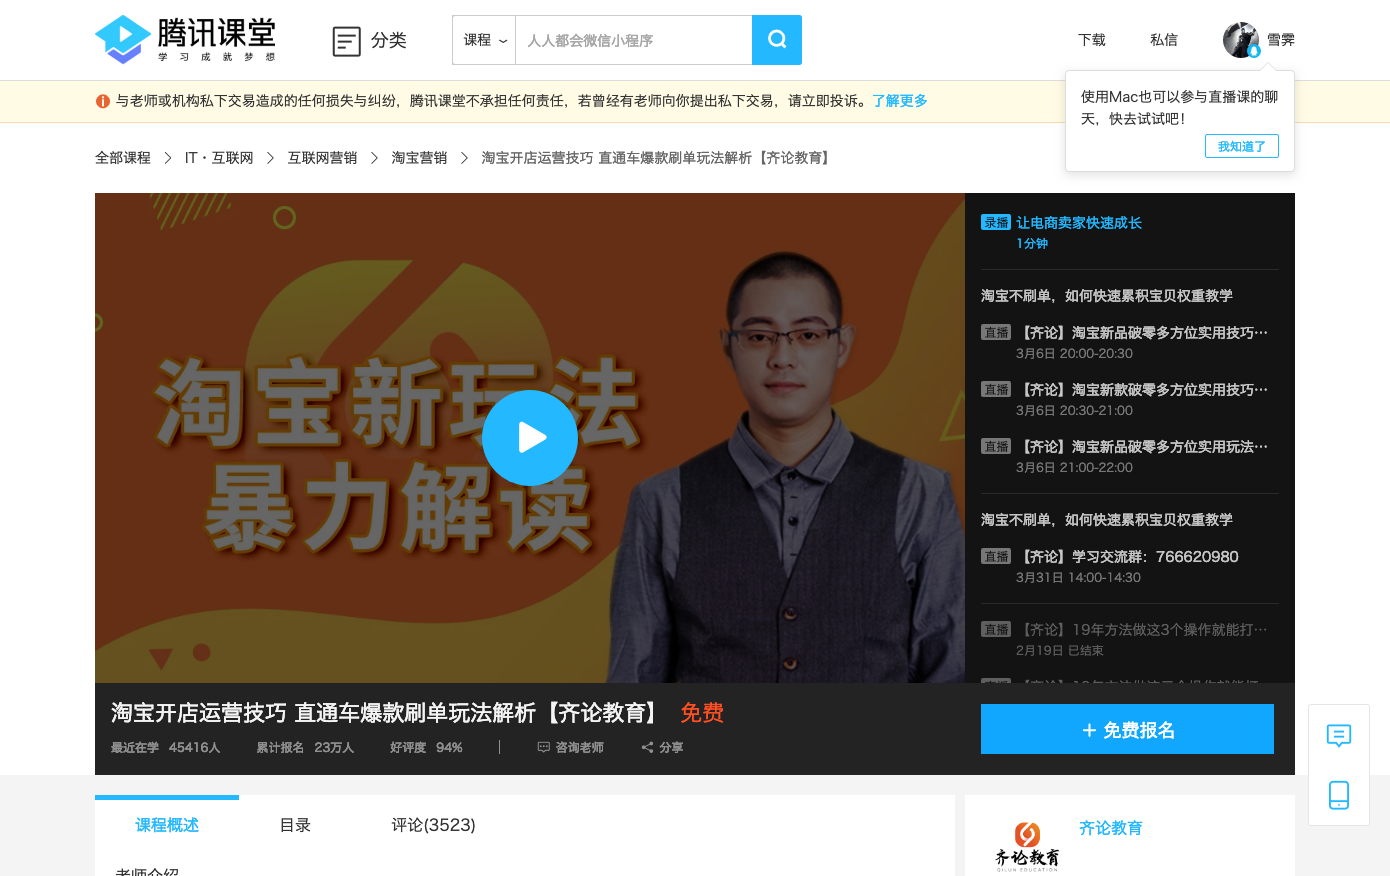 腾讯课堂
学习成就梦想
分类
课程
人人都会微信小程序
下载
私信
雪霁
与老师或机构私下交易造成的任何损失与纠纷，腾讯课堂不承担任何责任，若曾经有老师向你提出私下交易，请立即投诉。了解更多
使用Mac也可以参与直播课的聊
天，快去试试吧！
我知道了
全部课程
IT・互联网
互联网营销
淘宝营销
淘宝开店运营技巧 直通车爆款刷单玩法解析【齐论教育】
淘宝新玩法
暴力解读
录播 让电商卖家快速成长
1分钟
淘宝不刷单，如何快速累积宝贝权重教学
直播 【齐论】淘宝新品破零多方位实用技巧…
3月6日 20:00-20:30
直播 【齐论】淘宝新款破零多方位实用技巧…
3月6日 20:30-21:00
直播 【齐论】淘宝新品破零多方位实用玩法…
3月6日 21:00-22:00
淘宝不刷单，如何快速累积宝贝权重教学
直播 【齐论】学习交流群：766620980
3月31日 14:00-14:30
直播 【齐论】19年方法做这3个操作就能打…
2月19日 已结束
淘宝开店运营技巧 直通车爆款刷单玩法解析【齐论教育】 免费
最近在学 45416人
累计报名 23万人
好评度 94%
咨询老师
分享
+ 免费报名
课程概述
目录
评论(3523)
老师介绍
齐论教育
QILUN EDUCATION
齐论教育